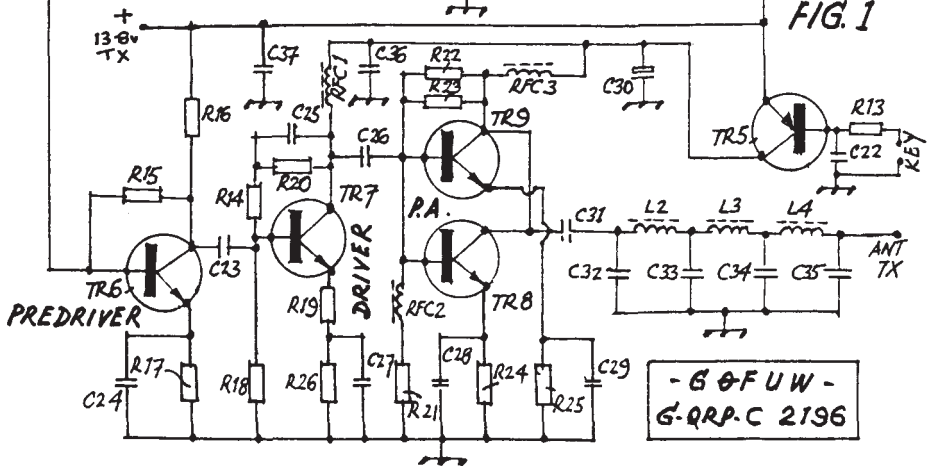 FIG. 1
+
13·8v
TX
C37
RFC1
C36
R22
R23
RFC3
C30
R16
C25
C26
TR9
TR5
R13
C22
KEY
R15
R14
R20
TR7
P.A.
C31
L2
L3
L4
ANT
TX
C23
TR6
PREDRIVER
DRIVER
R19
RFC2
TR8
C32
C33
C34
C35
C24
R17
R18
R26
C27
R21
C28
R24
R25
C29
- G0FUW -
G-QRP-C 2196